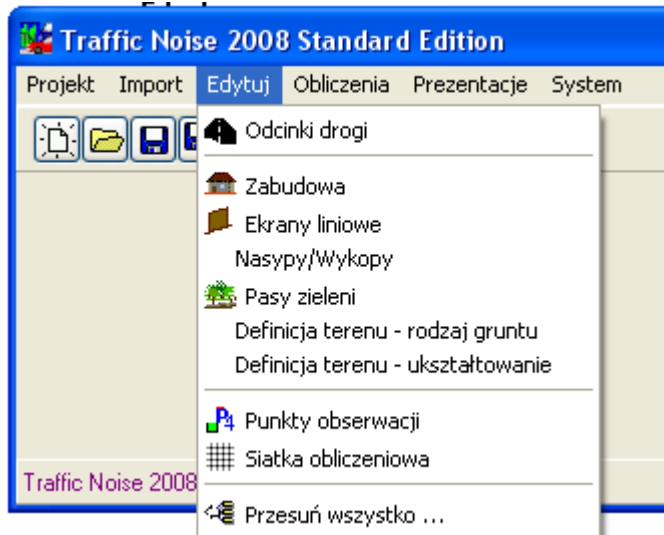 Traffic Noise 2008 Standard Edition
Projekt Import Edytuj Obliczenia Prezentacje System
Odcinki drogi
Zabudowa
Ekrany liniowe
Nasypy/Wykopy
Pasy zieleni
Definicja terenu - rodzaj gruntu
Definicja terenu - ukształtowanie
P4 Punkty obserwacji
Siatka obliczeniowa
Traffic Noise 2008
Przesuń wszystko ...